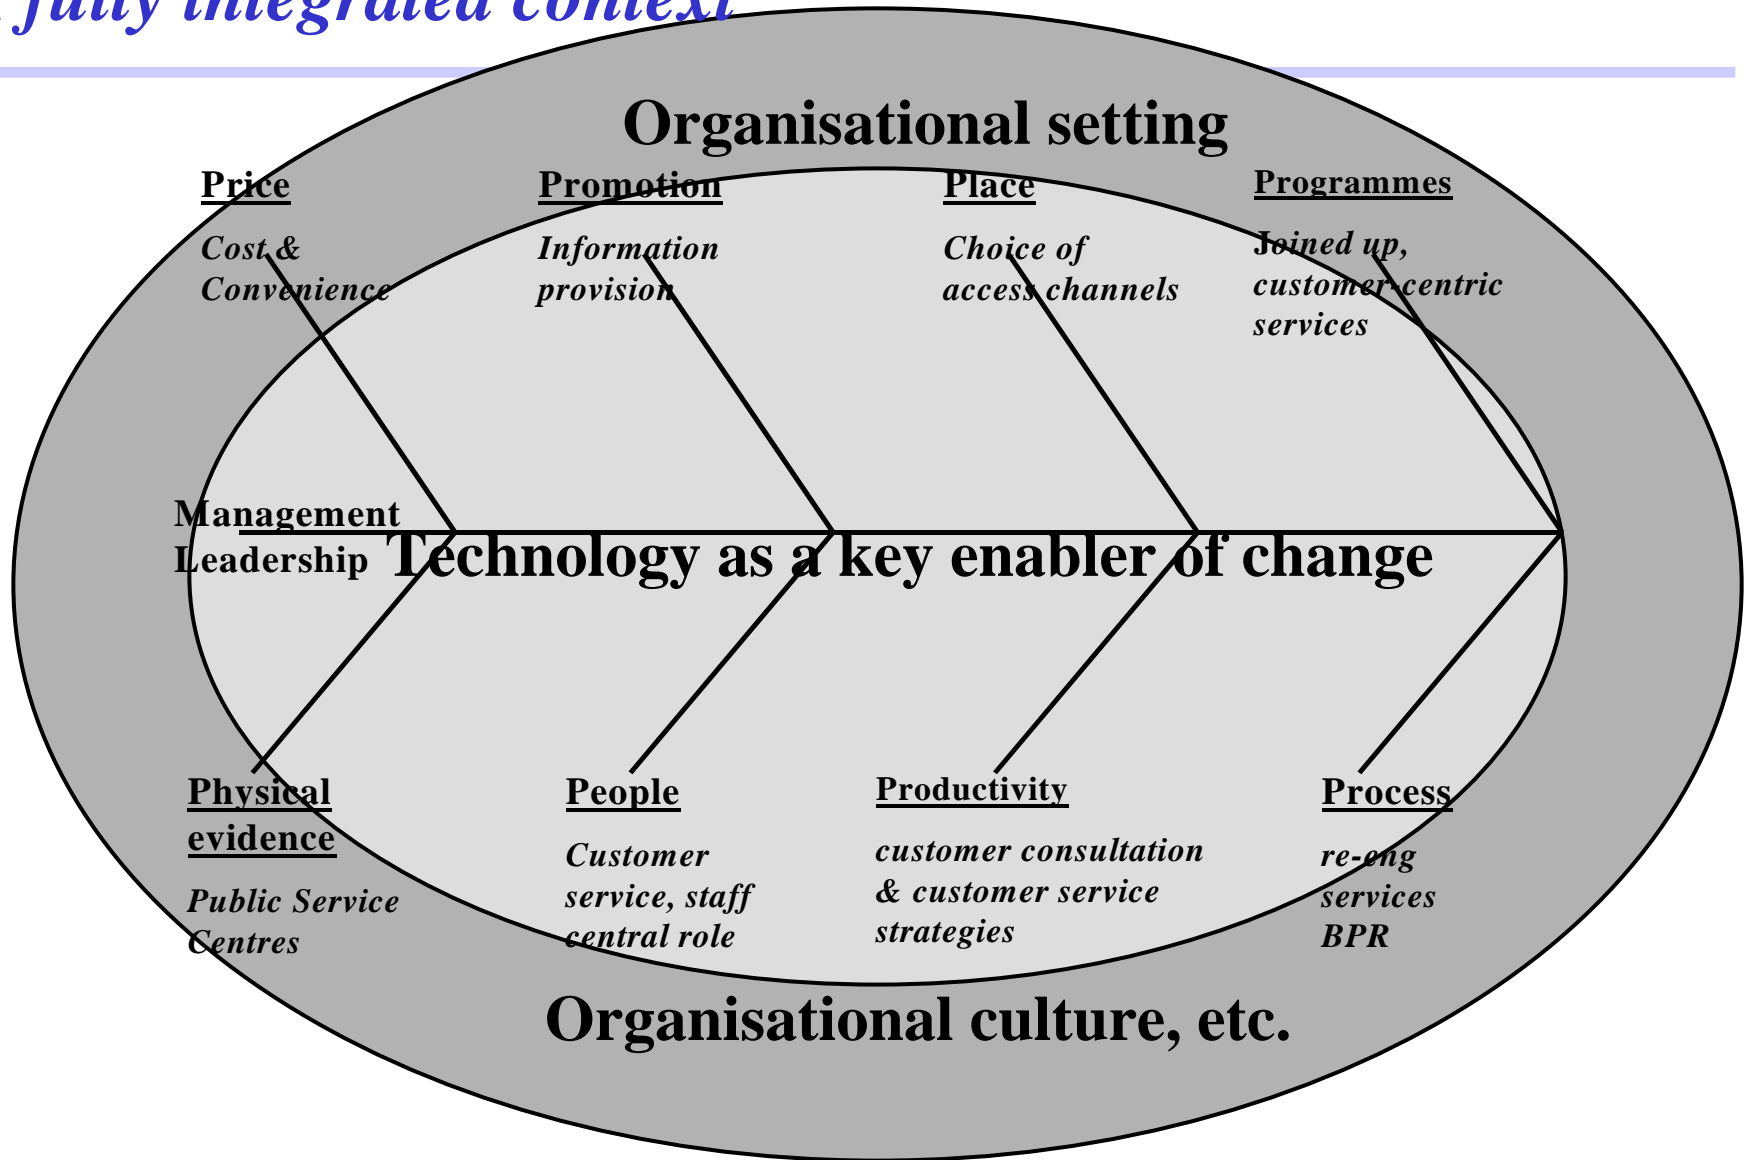 fully integrated context
Organisational setting
Price
Cost &
Convenience
Promotion
Information
provision
Place
Choice of
access channels
Programmes
Joined up,
customer-centric
services
Management
Leadership
Technology as a key enabler of change
Physical
evidence
Public Service
Centres
People
Customer
service, staff
central role
Productivity
customer consultation
& customer service
strategies
Process
re-eng
services
BPR
Organisational culture, etc.